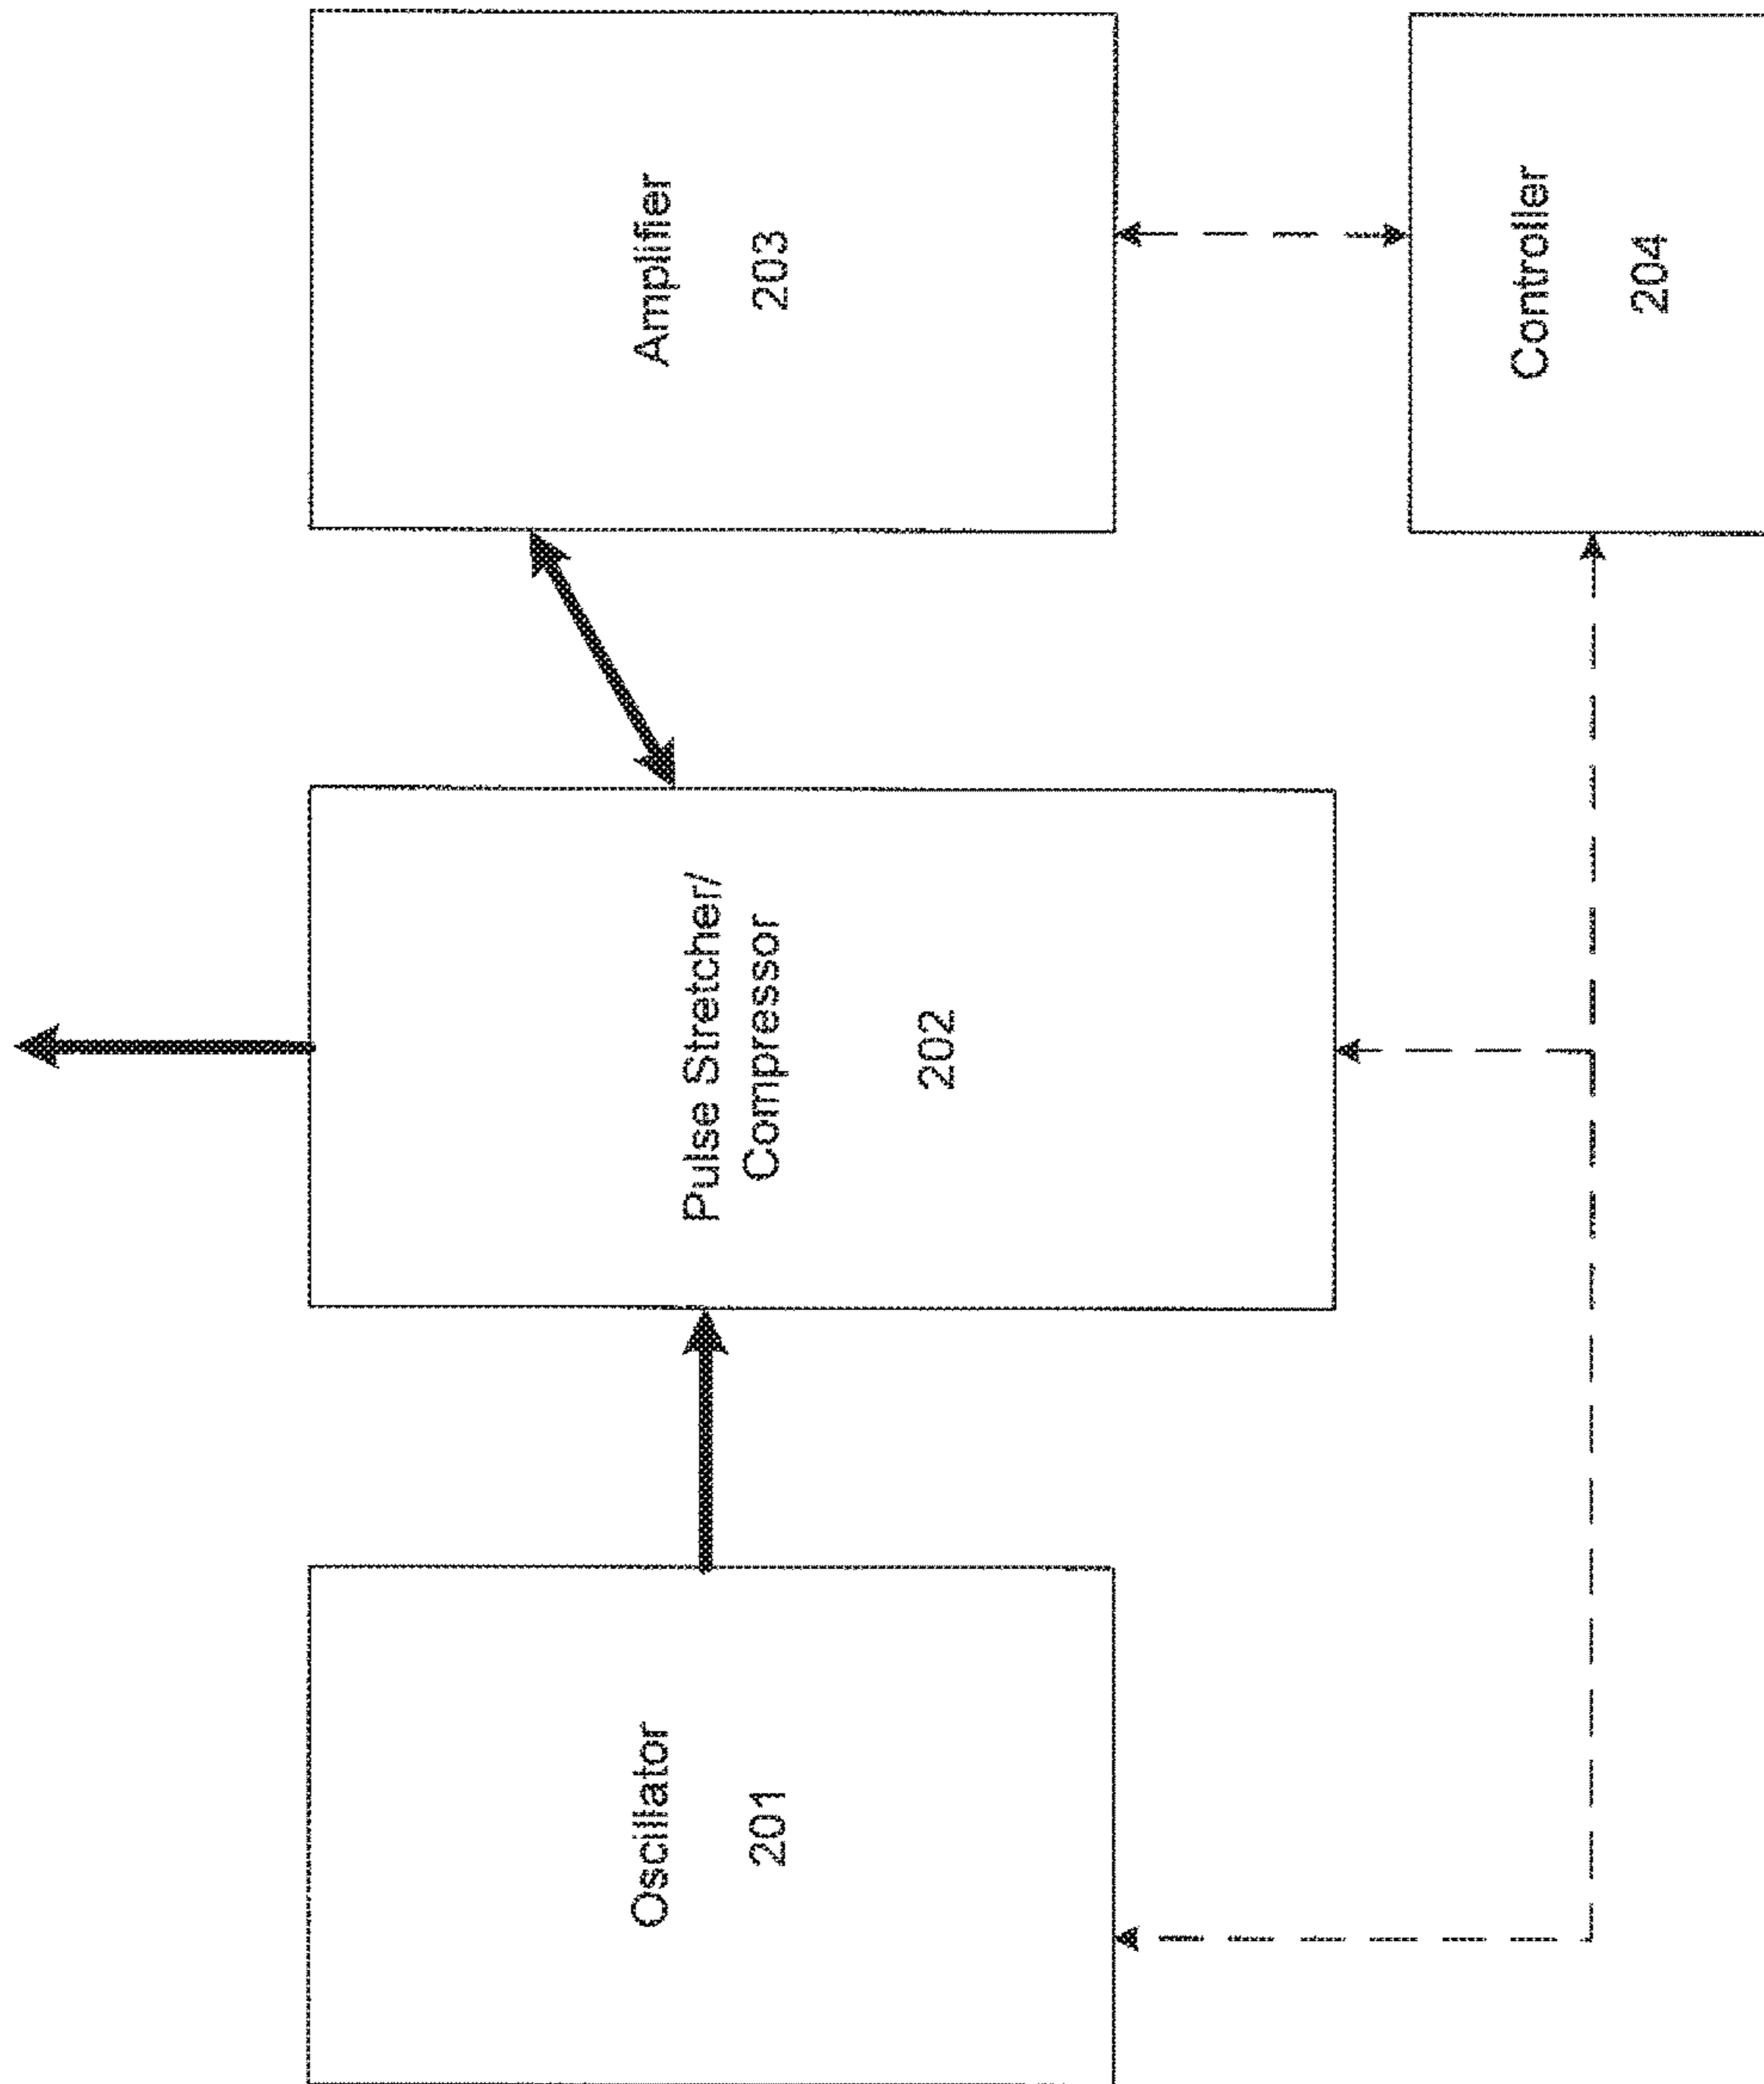 Oscillator
201
Pulse Stretcher/
Compressor
202
Amplifier
203
Controller
204